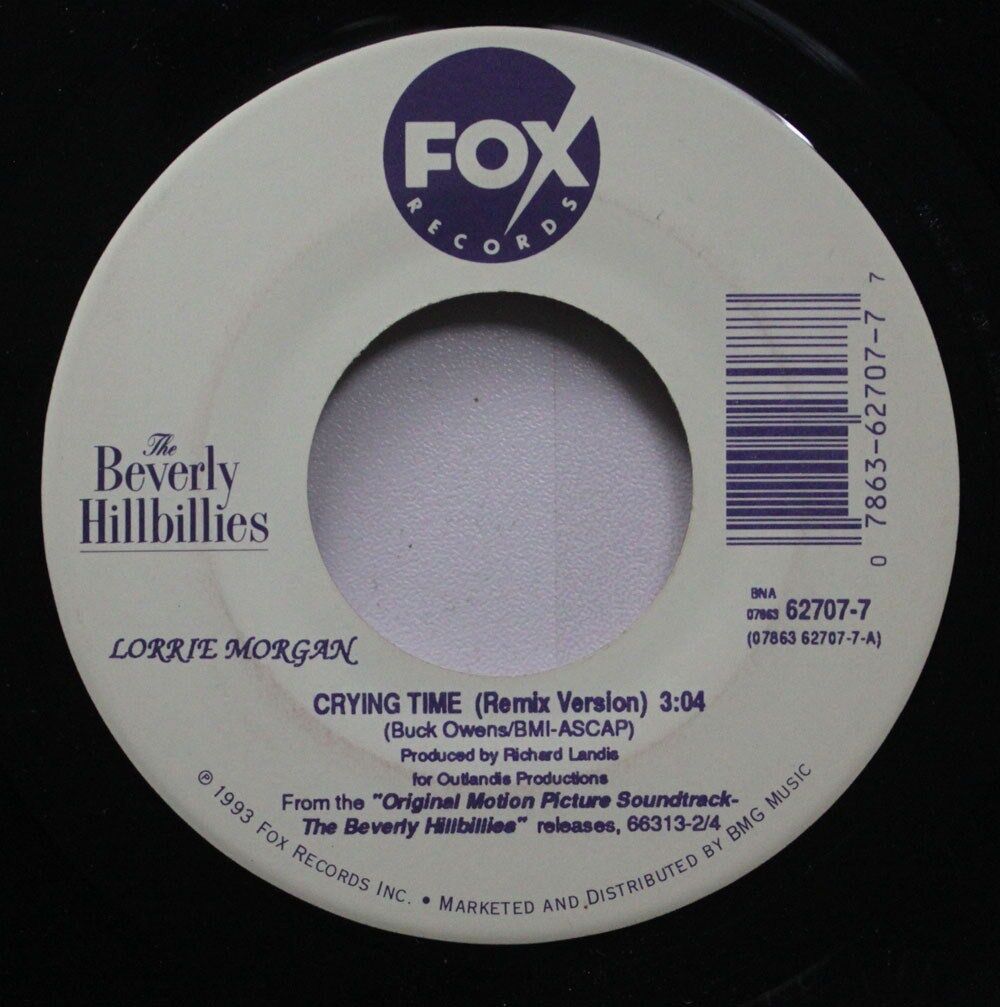 FOX
RECORDS
The
Beverly
Hillbillies
0 7863-62707-7 7
BNA
07863 62707-7
(07863 62707-7-A)
LORRIE MORGAN
CRYING TIME (Remix Version) 3:04
(Buck Owens/BMI-ASCAP)
Produced by Richard Landis
for Outlandis Productions
From the "Original Motion Picture Soundtrack-
The Beverly Hillbillies" releases, 66313-2/4
℗ 1993 FOX RECORDS INC. • MARKETED AND DISTRIBUTED BY BMG MUSIC